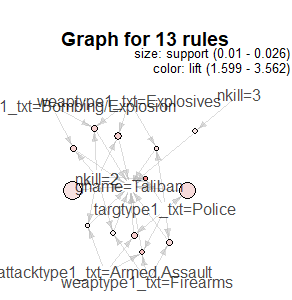 Graph for 13 rules
size: support (0.01 - 0.026)
color: lift (1.599 - 3.562)
nkill=3
weaptype1_txt=Explosives
1_txt=Bombing/Explosion
nkill=2
gname=Taliban
targtype1_txt=Police
attacktype1_txt=Armed Assault
weaptype1_txt=Firearms